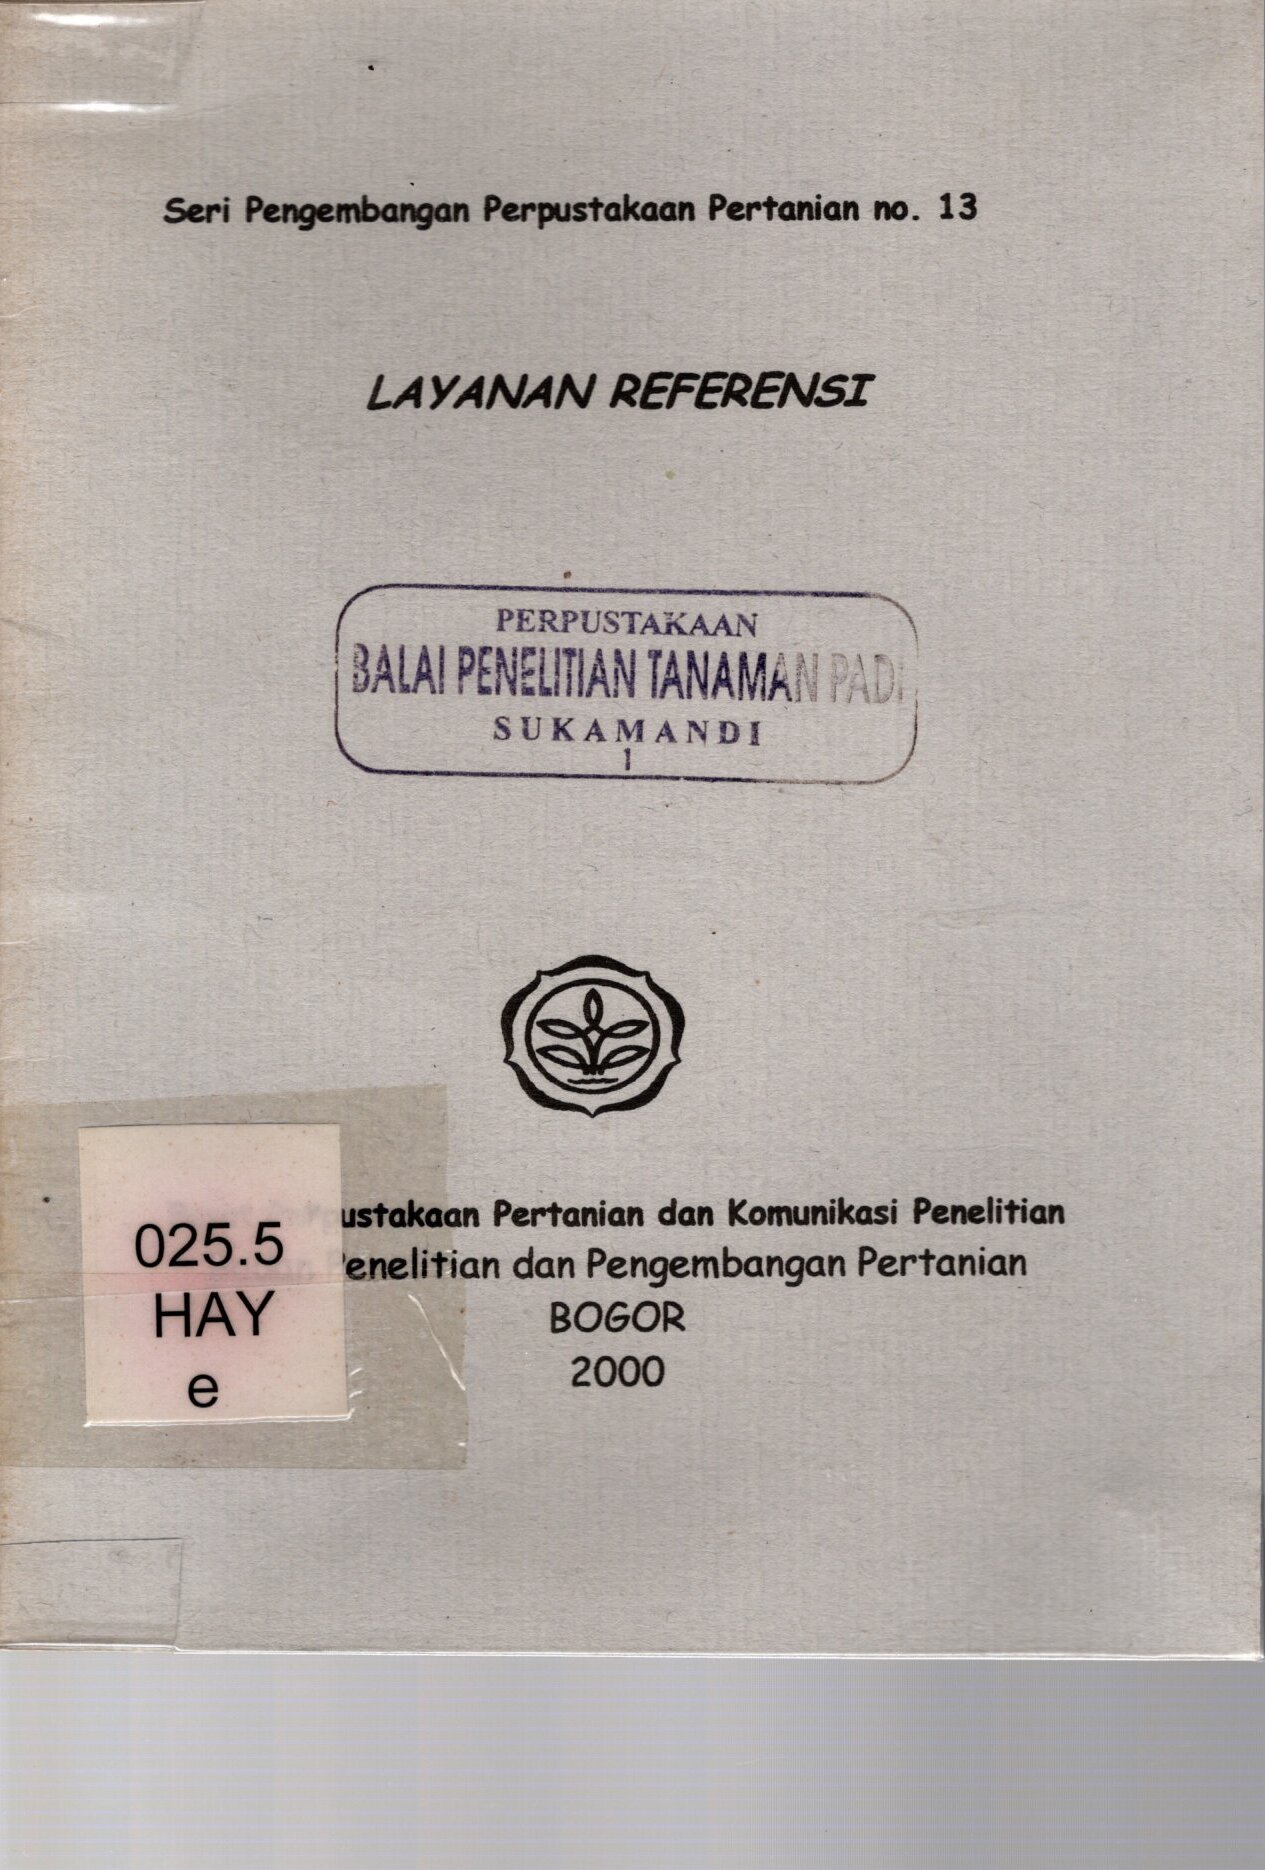 Seri Pengembangan Perpustakaan Pertanian no. 13
LAYANAN REFERENSI
PERPUSTAKAAN
BALAI PENELITIAN TANAMAN PADI
SUKAMANDI
1
ustakaan Pertanian dan Komunikasi Penelitian
Penelitian dan Pengembangan Pertanian
BOGOR
2000
025.5
HAY
e